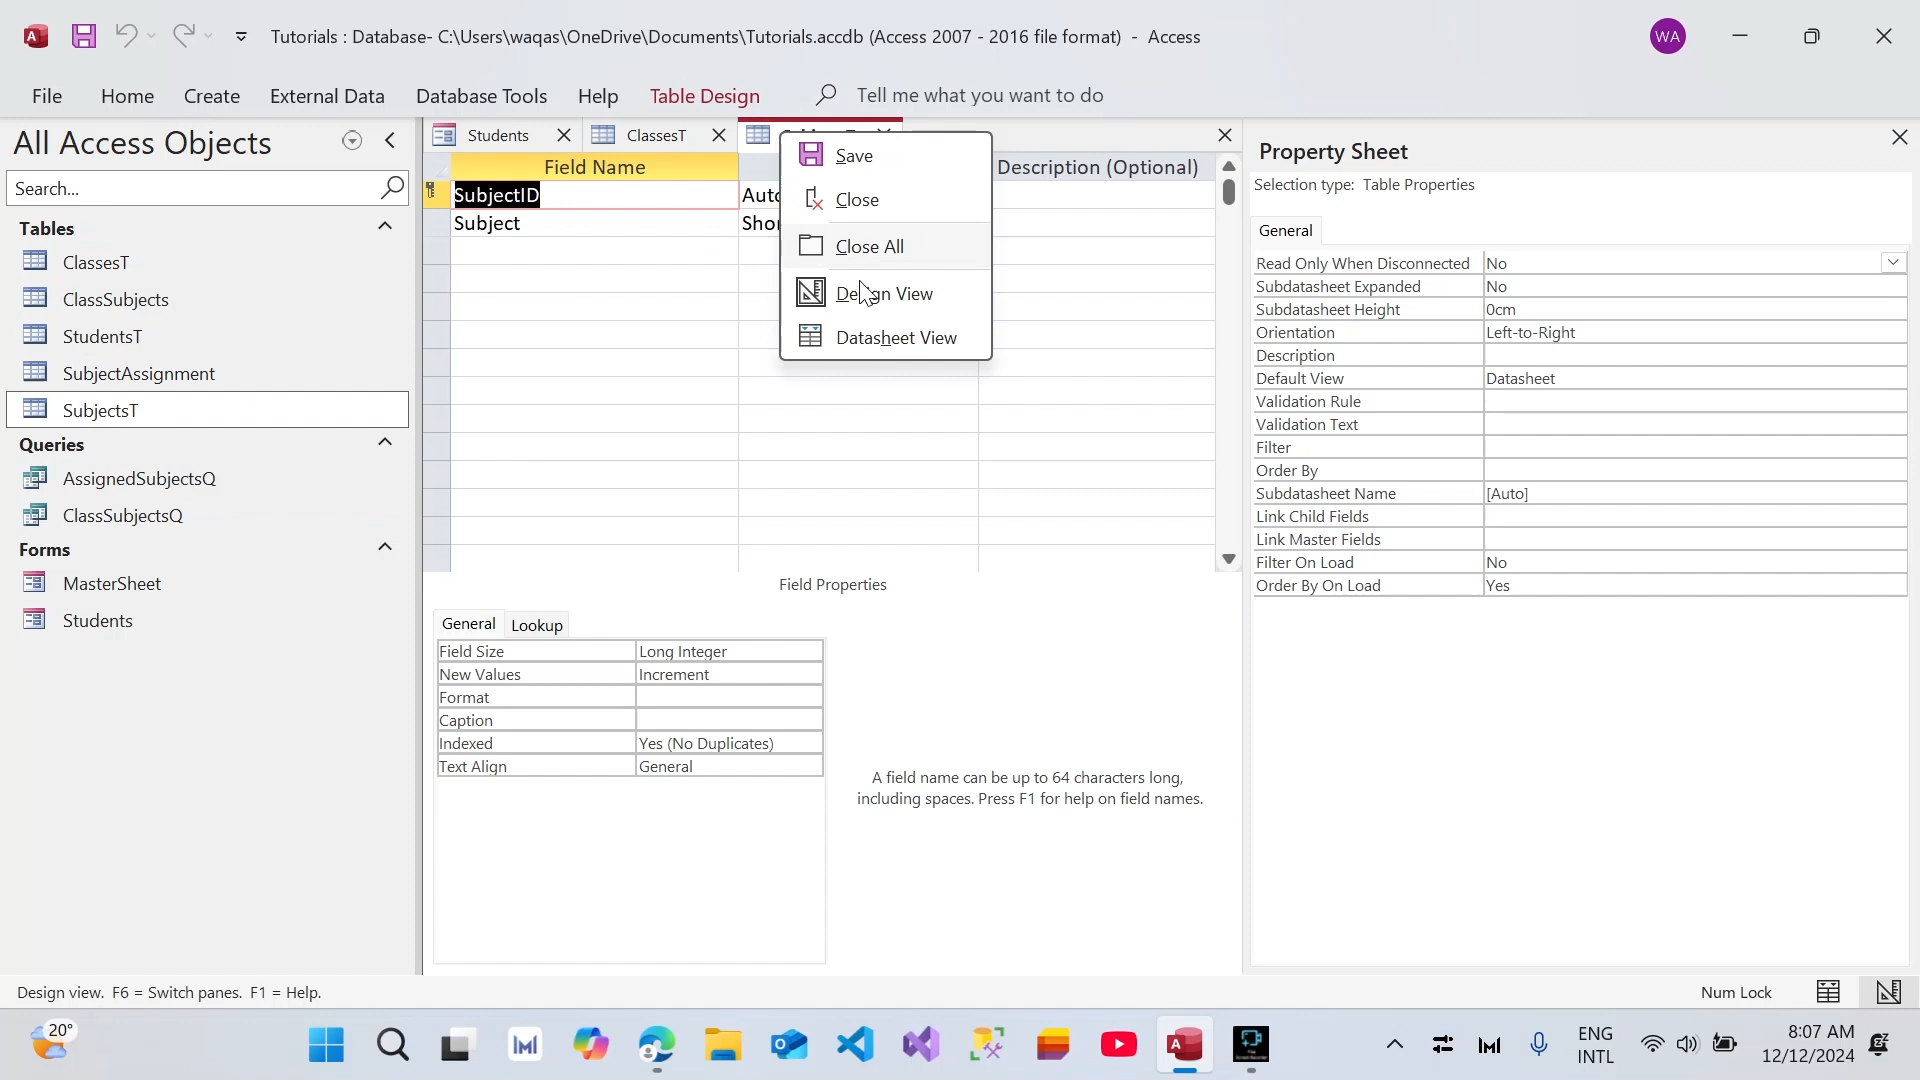 Tutorials : Database- C:\Users\waqas\OneDrive\Documents\Tutorials.accdb (Access 2007 - 2016 file format) - Access
WA
File Home Create External Data Database Tools Help Table Design Tell me what you want to do
All Access Objects
Search...
Tables
ClassesT
ClassSubjects
StudentsT
SubjectAssignment
SubjectsT
Queries
AssignedSubjectsQ
ClassSubjectsQ
Forms
MasterSheet
Students
Students ClassesT
Field Name Description (Optional)
SubjectID
Subject
Save
Close
Close All
Design View
Datasheet View
Field Properties
General Lookup
Field Size Long Integer
New Values Increment
Format
Caption
Indexed Yes (No Duplicates)
Text Align General
A field name can be up to 64 characters long,
including spaces. Press F1 for help on field names.
Property Sheet
Selection type: Table Properties
General
Read Only When Disconnected No
Subdatasheet Expanded No
Subdatasheet Height 0cm
Orientation Left-to-Right
Description
Default View Datasheet
Validation Rule
Validation Text
Filter
Order By
Subdatasheet Name [Auto]
Link Child Fields
Link Master Fields
Filter On Load No
Order By On Load Yes
Design view. F6 = Switch panes. F1 = Help.
Num Lock
20°
ENG
INTL
8:07 AM
12/12/2024